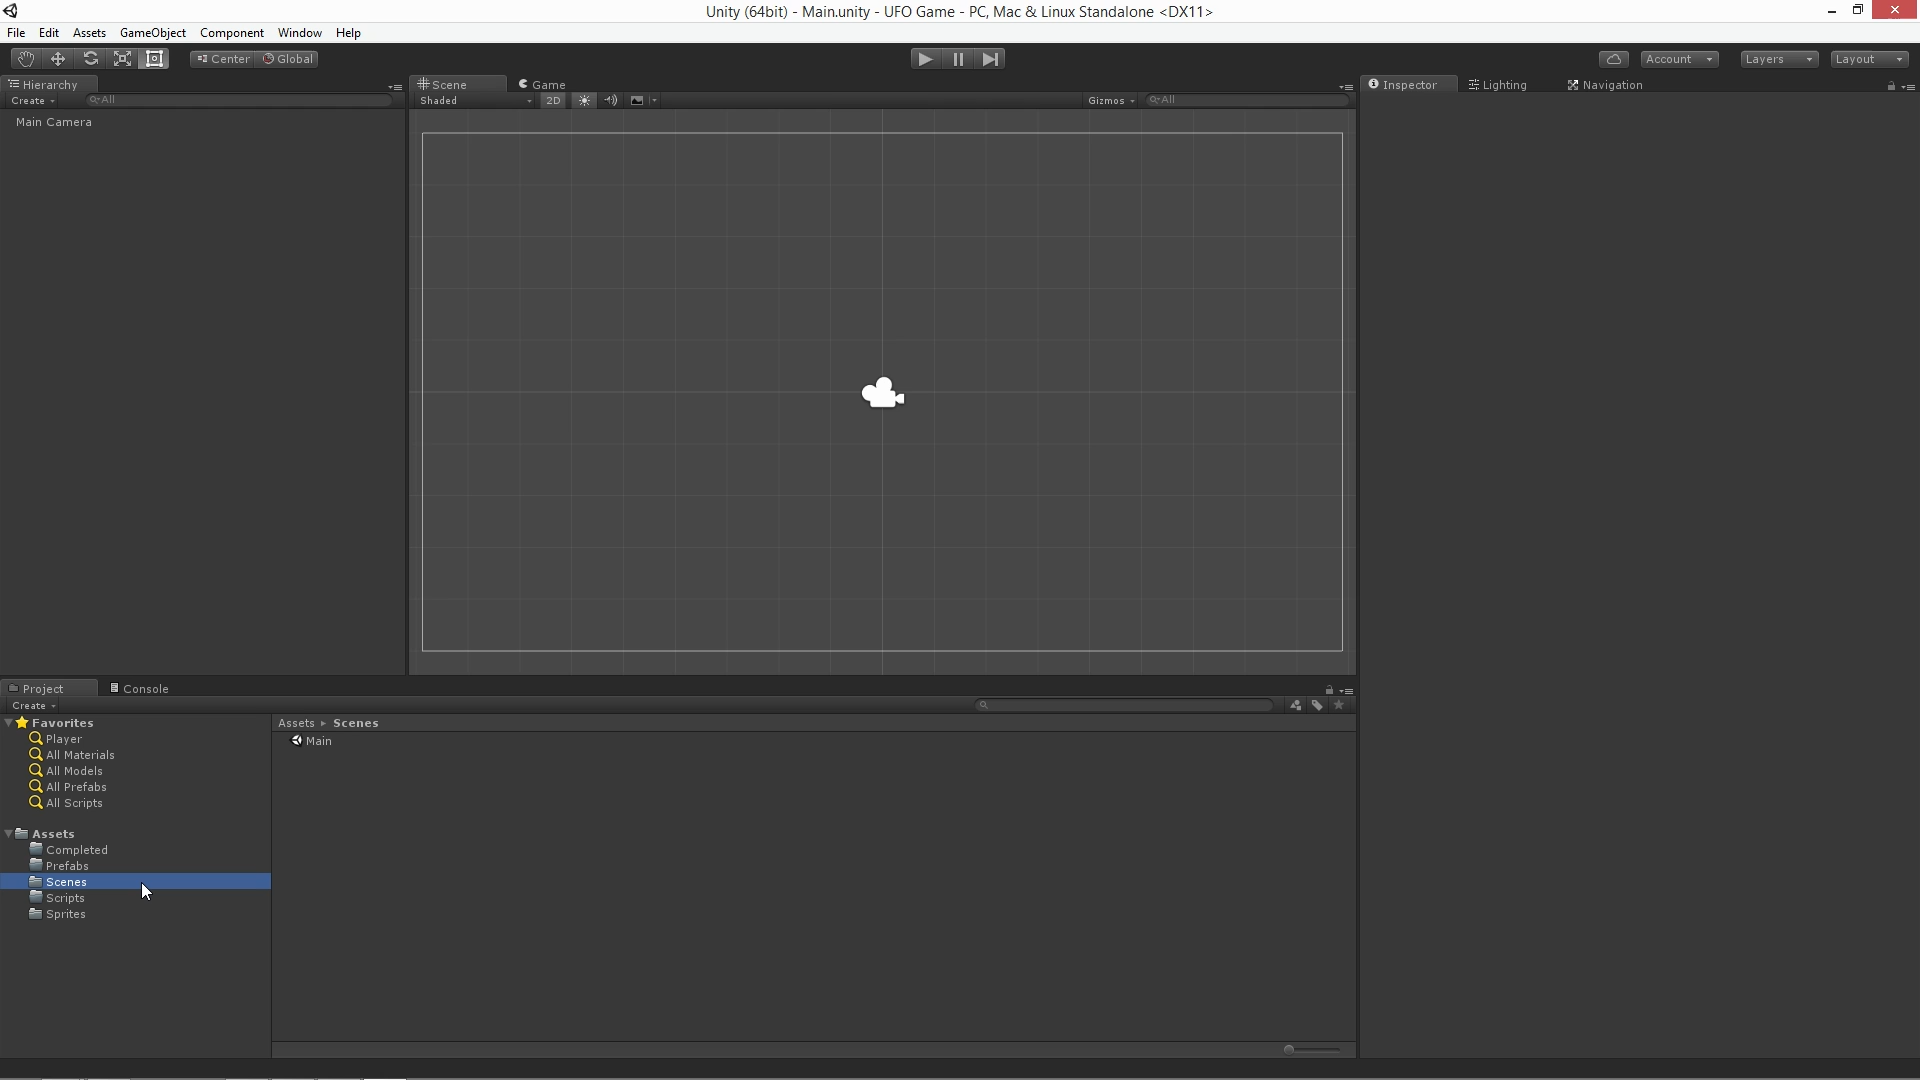 Unity (64bit) - Main.unity - UFO Game - PC, Mac & Linux Standalone <DX11>
File Edit Assets GameObject Component Window Help
Center Global
Account Layers Layout
Hierarchy
Create All
Main Camera
Scene Game
Shaded 2D Gizmos All
Inspector Lighting Navigation
Project Console
Create
Favorites
Player
All Materials
All Models
All Prefabs
All Scripts
Assets
Completed
Prefabs
Scenes
Scripts
Sprites
Assets ▸ Scenes
Main